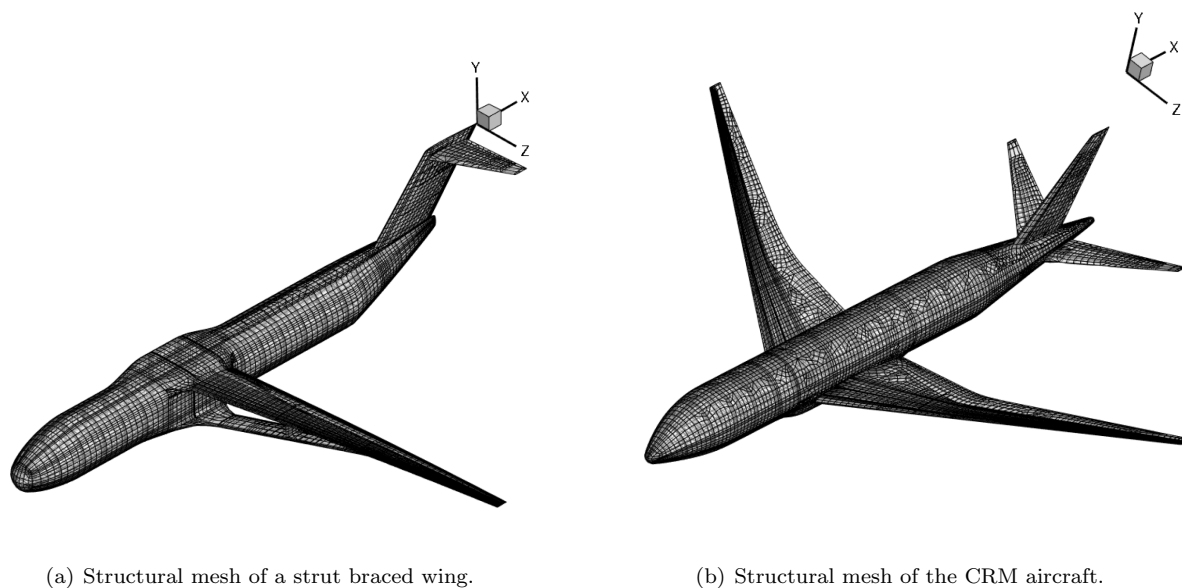 Y
X
Z
Y
X
Z
(a) Structural mesh of a strut braced wing.
(b) Structural mesh of the CRM aircraft.